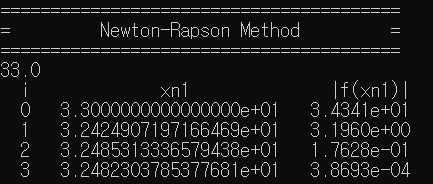 ========================================
=         Newton-Rapson Method         =
========================================
33.0
i xn1 |f(xn1)|
0 3.3000000000000000e+01 3.4341e+01
1 3.2424907197166469e+01 3.1960e+00
2 3.2485313336579438e+01 1.7628e-01
3 3.2482303785377681e+01 3.8693e-04